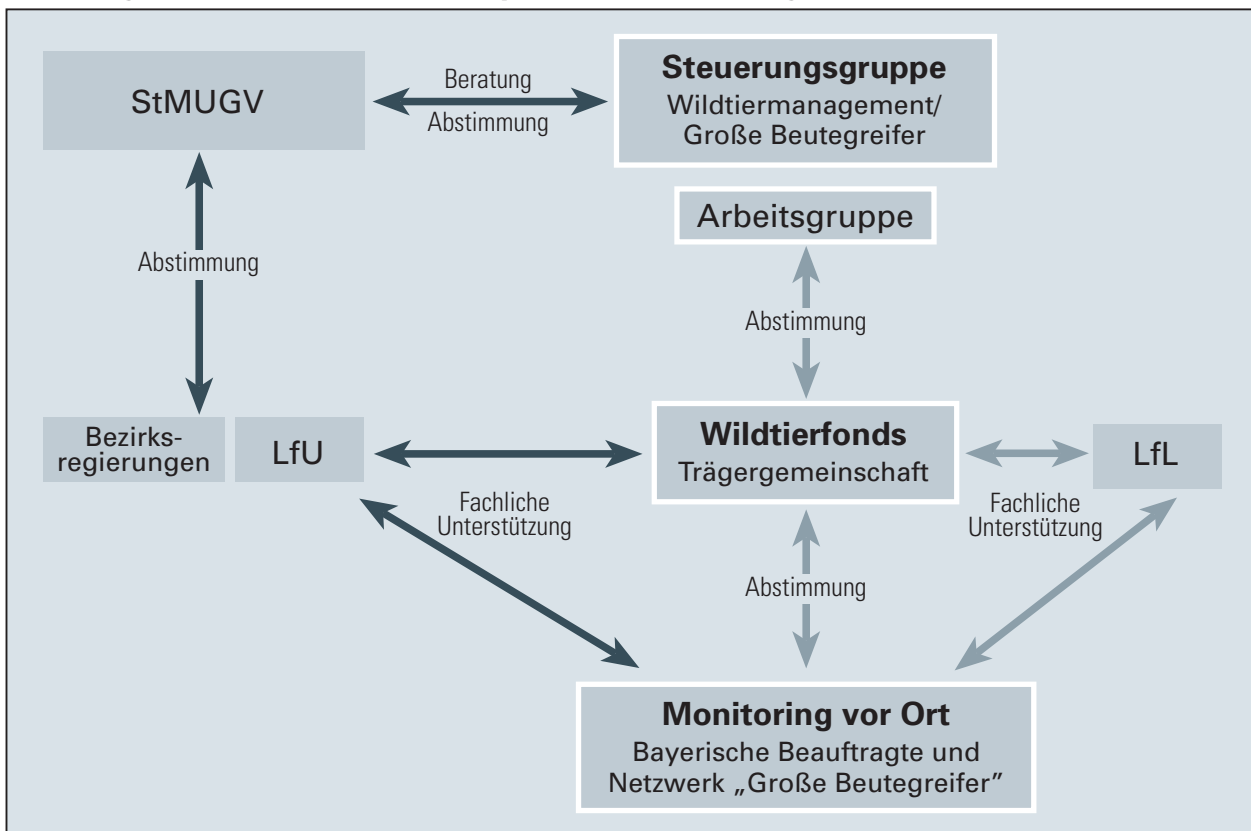 StMUGV
Beratung
Abstimmung
Steuerungsgruppe
Wildtiermanagement/
Große Beutegreifer
Arbeitsgruppe
Abstimmung
Abstimmung
Bezirks-
regierungen
LfU
Wildtierfonds
Trägergemeinschaft
LfL
Fachliche
Unterstützung
Fachliche
Unterstützung
Abstimmung
Monitoring vor Ort
Bayerische Beauftragte und
Netzwerk „Große Beutegreifer”